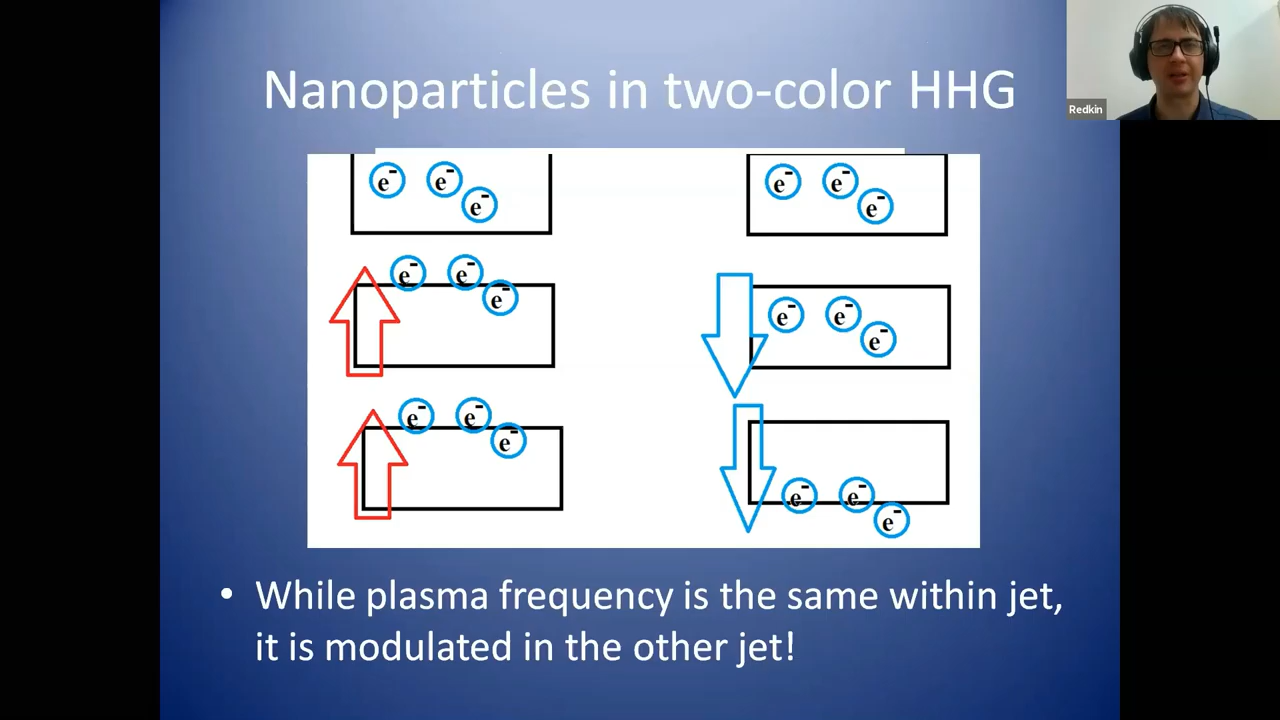 Nanoparticles in two-color HHG
Redkin
e- e- e- e- e- e-
e- e- e- e- e- e-
e- e- e- e- e- e-
• While plasma frequency is the same within jet,
it is modulated in the other jet!